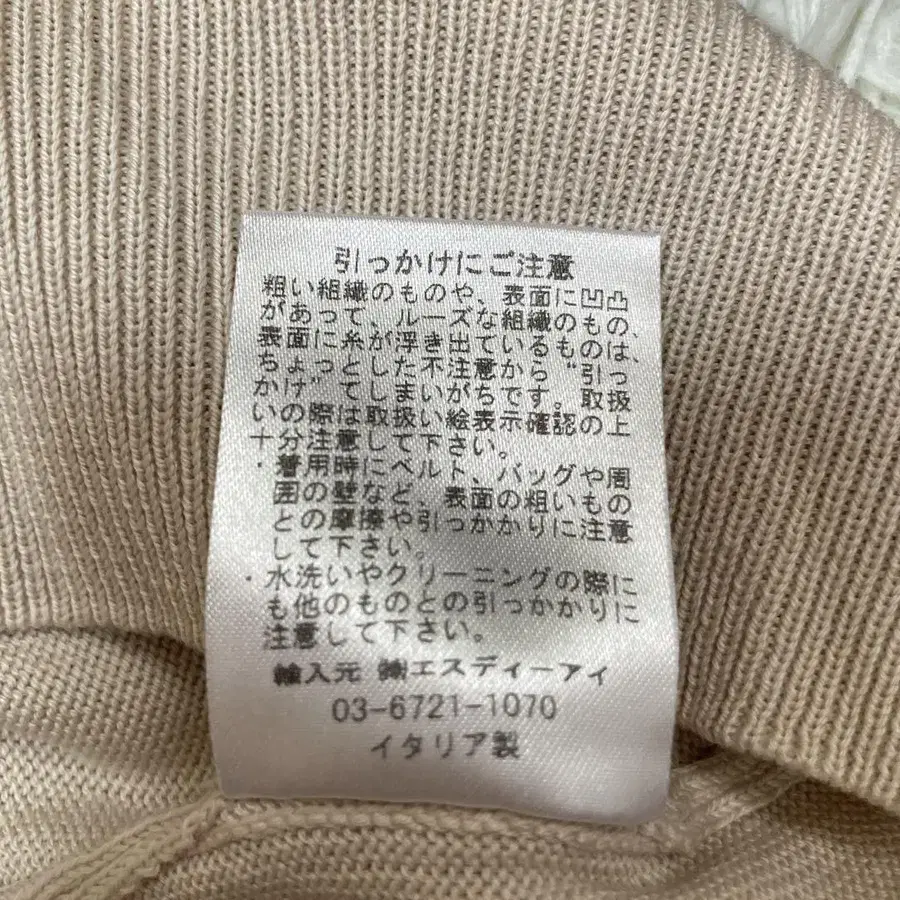 引っかけにご注意
粗い組織のものや、表面に凹凸
があって、ルーズな組織のもの、
表面に糸が浮き出ているものは、
ちょっとした不注意から“引っ
かけ”てしまいがちです。取扱
いの際は取扱い絵表示確認の上
十分注意して下さい。
・着用時にベルト、バッグや周
囲の壁など、表面の粗いもの
との摩擦や引っかかりに注意
して下さい。
・水洗いやクリーニングの際に
も他のものとの引っかかりに
注意して下さい。
輸入元 ㈱エスディーアイ
03-6721-1070
イタリア製